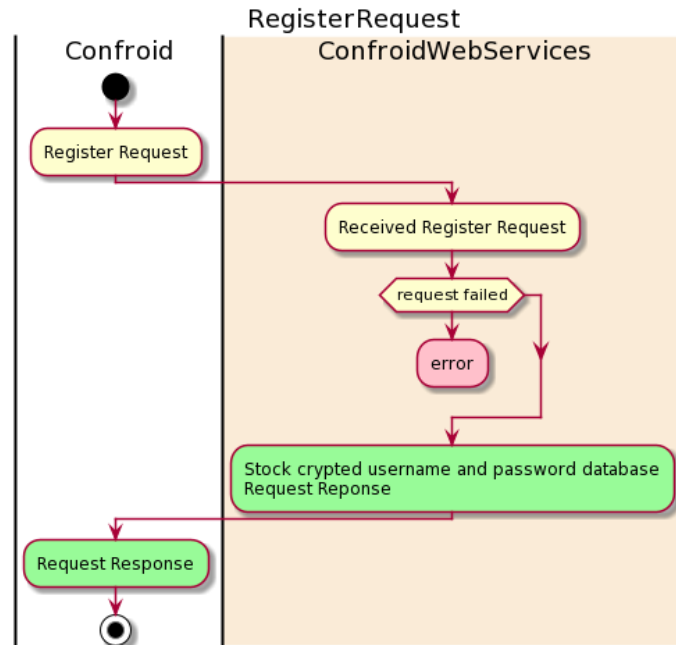 RegisterRequest
Confroid
ConfroidWebServices
Register Request
Received Register Request
request failed
error
Stock crypted username and password database
Request Reponse
Request Response